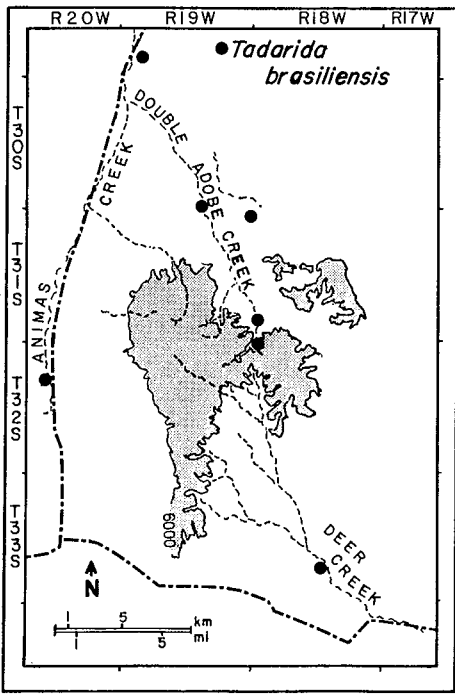 R20W R19W R18W R17W
Tadarida
brasiliensis
T30S
T31S
T32S
T33S
DOUBLE ADOBE CREEK
ANIMAS CREEK
6000
DEER
CREEK
N
1 5 km
1 5 mi